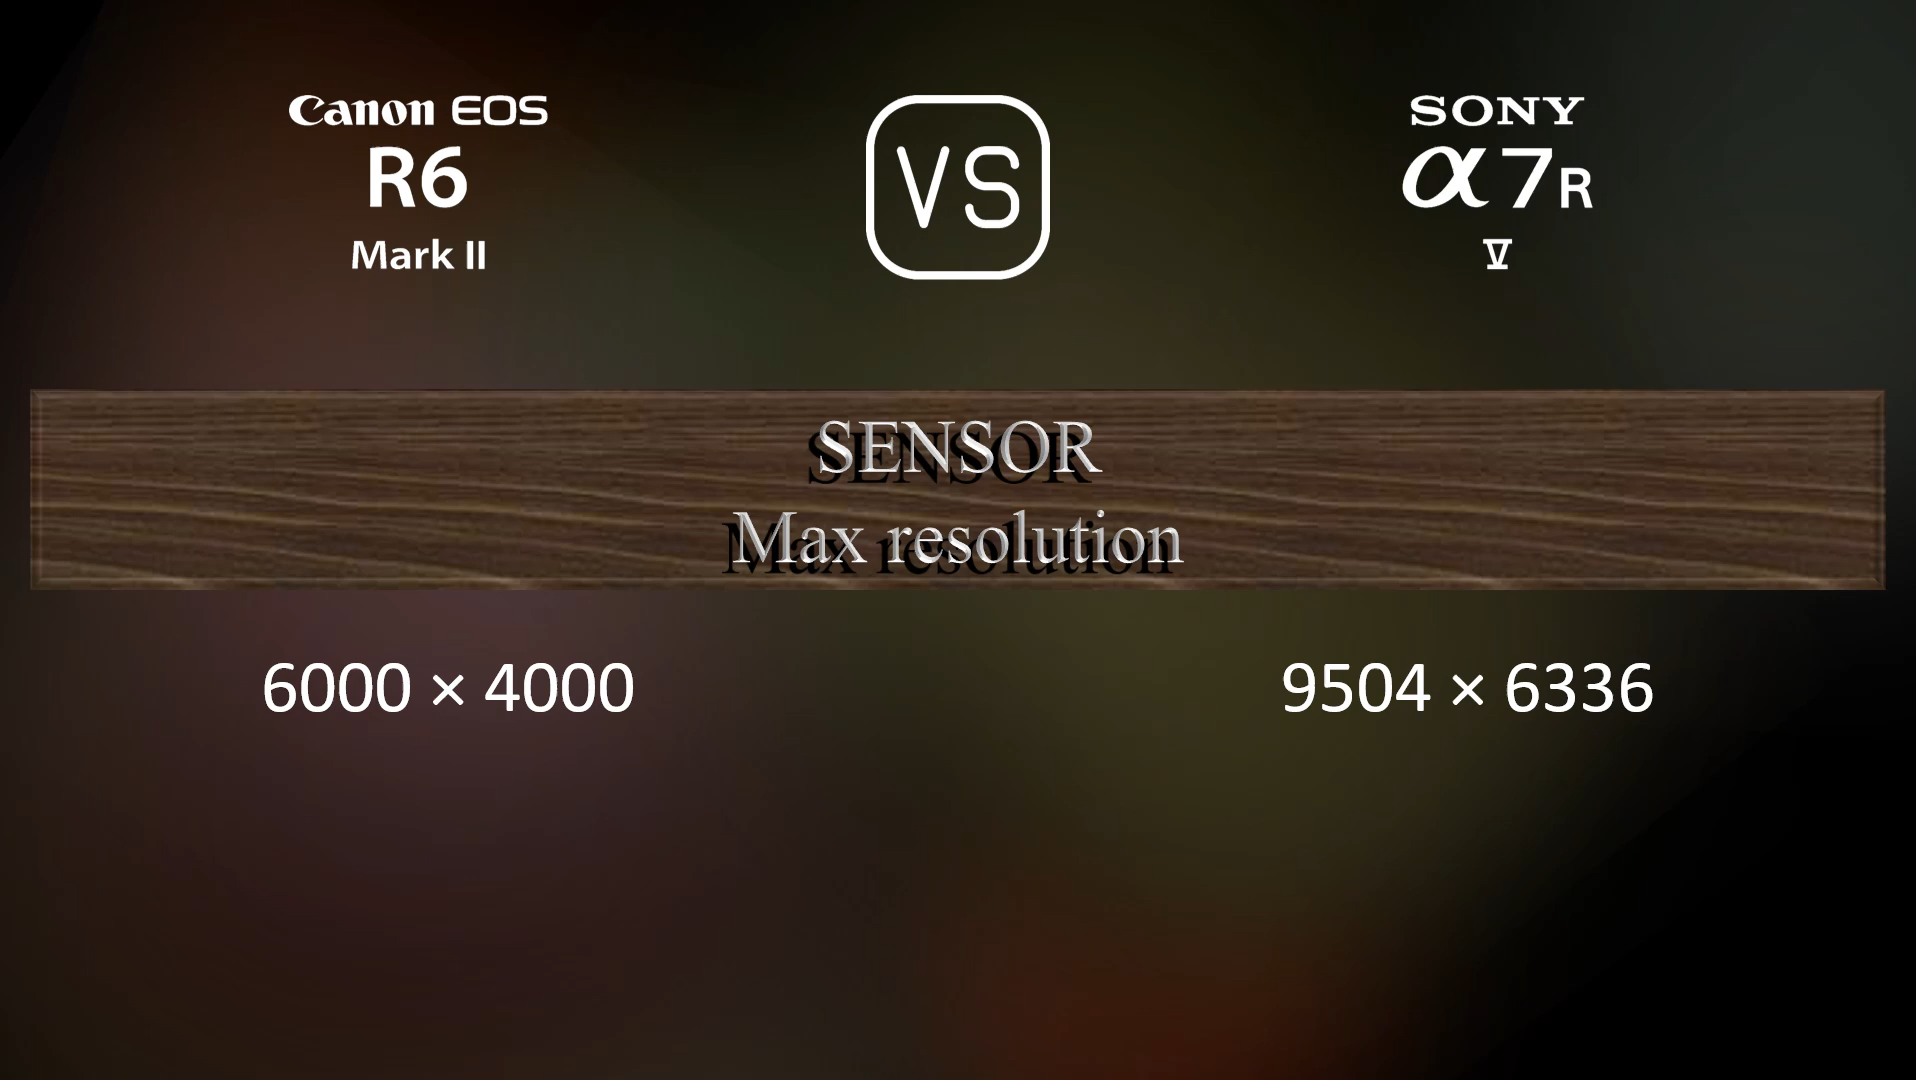 Canon EOS
R6
Mark II
VS
SONY
α7R
V
SENSOR
Max resolution
6000 × 4000
9504 × 6336